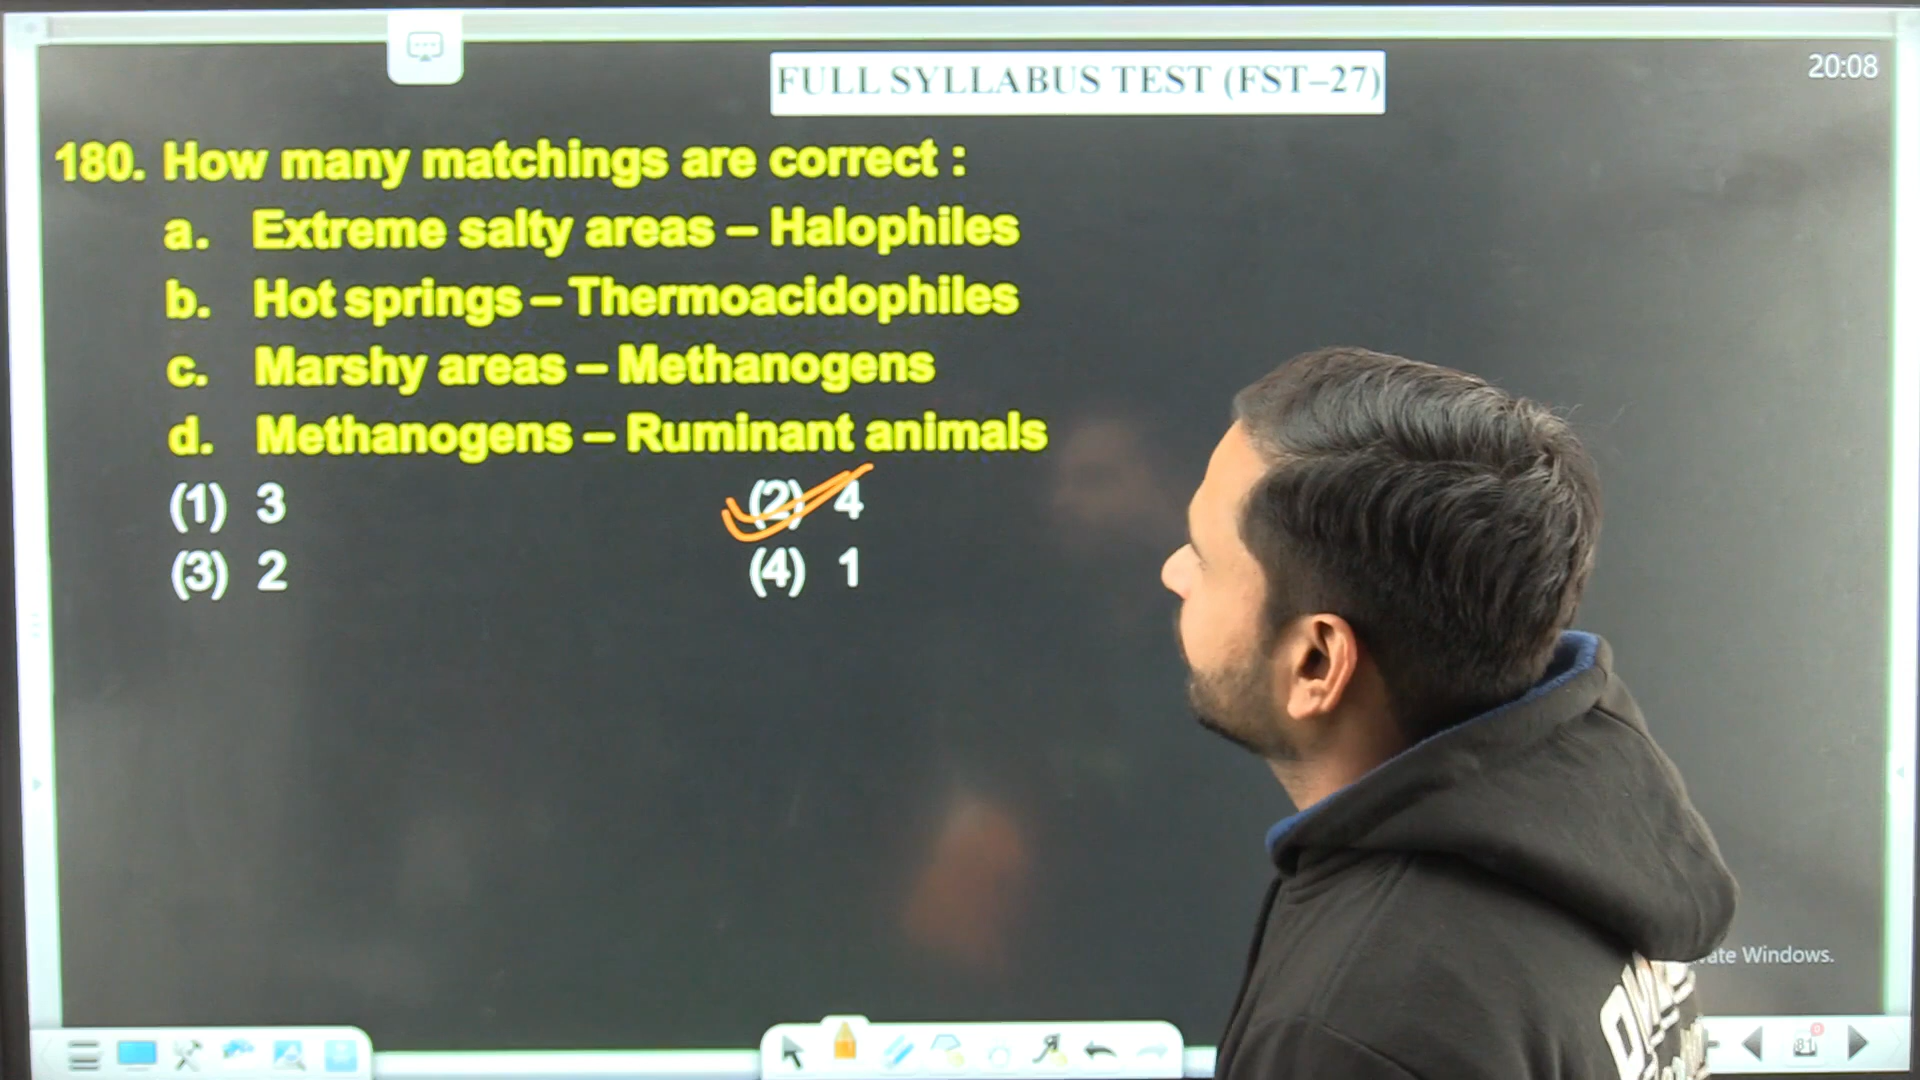 FULL SYLLABUS TEST (FST–27)
20:08
180. How many matchings are correct :
a. Extreme salty areas – Halophiles
b. Hot springs – Thermoacidophiles
c. Marshy areas – Methanogens
d. Methanogens – Ruminant animals
(1) 3 (2) 4
(3) 2 (4) 1
Windows.
81